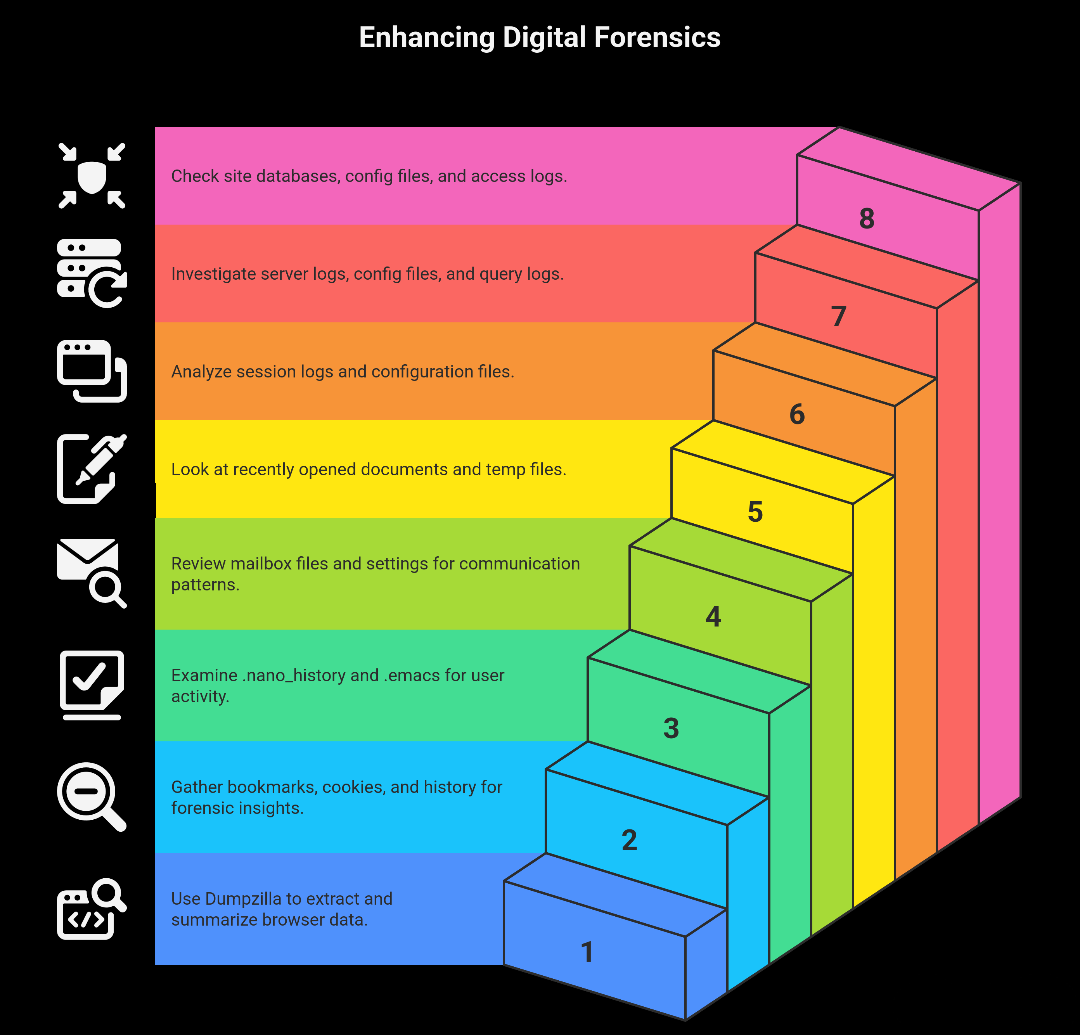 Enhancing Digital Forensics
Check site databases, config files, and access logs.
8
Investigate server logs, config files, and query logs.
7
Analyze session logs and configuration files.
6
Look at recently opened documents and temp files.
5
Review mailbox files and settings for communication
patterns.
4
Examine .nano_history and .emacs for user
activity.
3
Gather bookmarks, cookies, and history for
forensic insights.
2
Use Dumpzilla to extract and
summarize browser data.
1